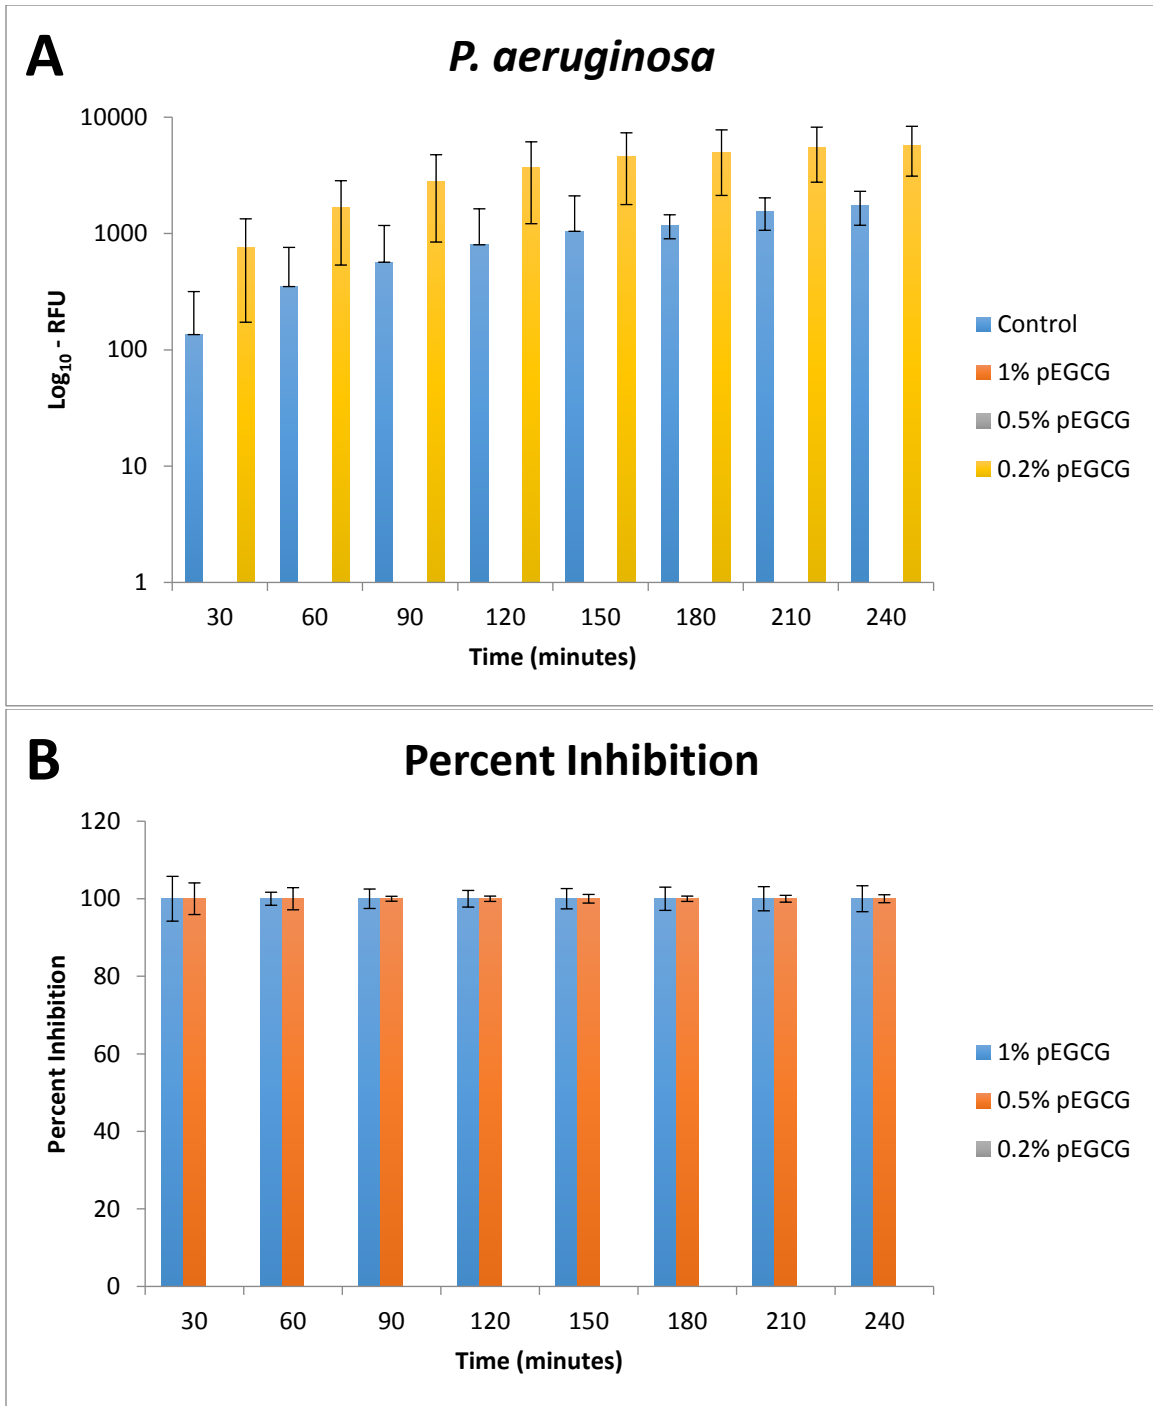 A
P. aeruginosa
10000
1000
100
10
1
Log₁₀ - RFU
30 60 90 120 150 180 210 240
Time (minutes)
Control
1% pEGCG
0.5% pEGCG
0.2% pEGCG
B
Percent Inhibition
120
100
80
60
40
20
0
Percent Inhibition
30 60 90 120 150 180 210 240
Time (minutes)
1% pEGCG
0.5% pEGCG
0.2% pEGCG